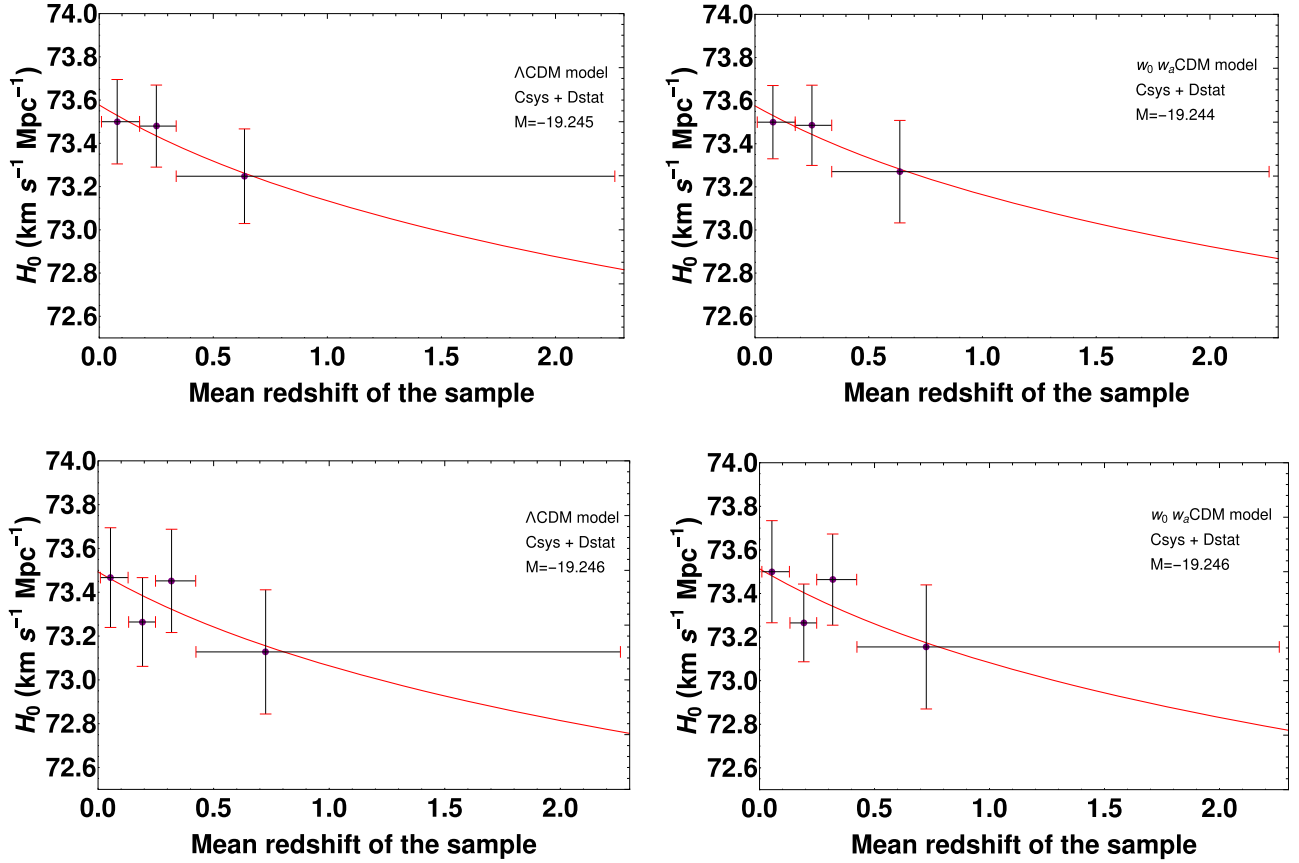 74.0
73.8
73.6
73.4
73.2
73.0
72.8
72.6
H₀ (km s⁻¹ Mpc⁻¹)
ΛCDM model
Csys + Dstat
M=−19.245
0.0 0.5 1.0 1.5 2.0
Mean redshift of the sample
74.0
73.8
73.6
73.4
73.2
73.0
72.8
72.6
H₀ (km s⁻¹ Mpc⁻¹)
w₀ wₐCDM model
Csys + Dstat
M=−19.244
0.0 0.5 1.0 1.5 2.0
Mean redshift of the sample
74.0
73.8
73.6
73.4
73.2
73.0
72.8
72.6
H₀ (km s⁻¹ Mpc⁻¹)
ΛCDM model
Csys + Dstat
M=−19.246
0.0 0.5 1.0 1.5 2.0
Mean redshift of the sample
74.0
73.8
73.6
73.4
73.2
73.0
72.8
72.6
H₀ (km s⁻¹ Mpc⁻¹)
w₀ wₐCDM model
Csys + Dstat
M=−19.246
0.0 0.5 1.0 1.5 2.0
Mean redshift of the sample